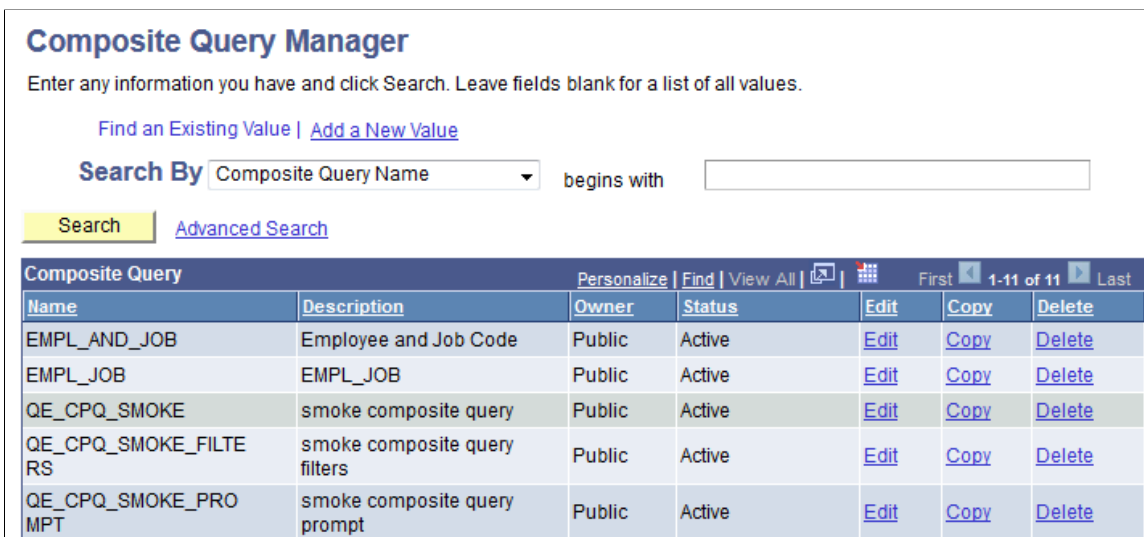 Composite Query Manager
Enter any information you have and click Search. Leave fields blank for a list of all values.
Find an Existing Value | Add a New Value
Search By Composite Query Name begins with
Search Advanced Search
Composite Query Personalize | Find | View All | | First 1-11 of 11 Last
Name Description Owner Status Edit Copy Delete
EMPL_AND_JOB Employee and Job Code Public Active Edit Copy Delete
EMPL_JOB EMPL_JOB Public Active Edit Copy Delete
QE_CPQ_SMOKE smoke composite query Public Active Edit Copy Delete
QE_CPQ_SMOKE_FILTE smoke composite query
RS filters Public Active Edit Copy Delete
QE_CPQ_SMOKE_PRO smoke composite query
MPT prompt Public Active Edit Copy Delete